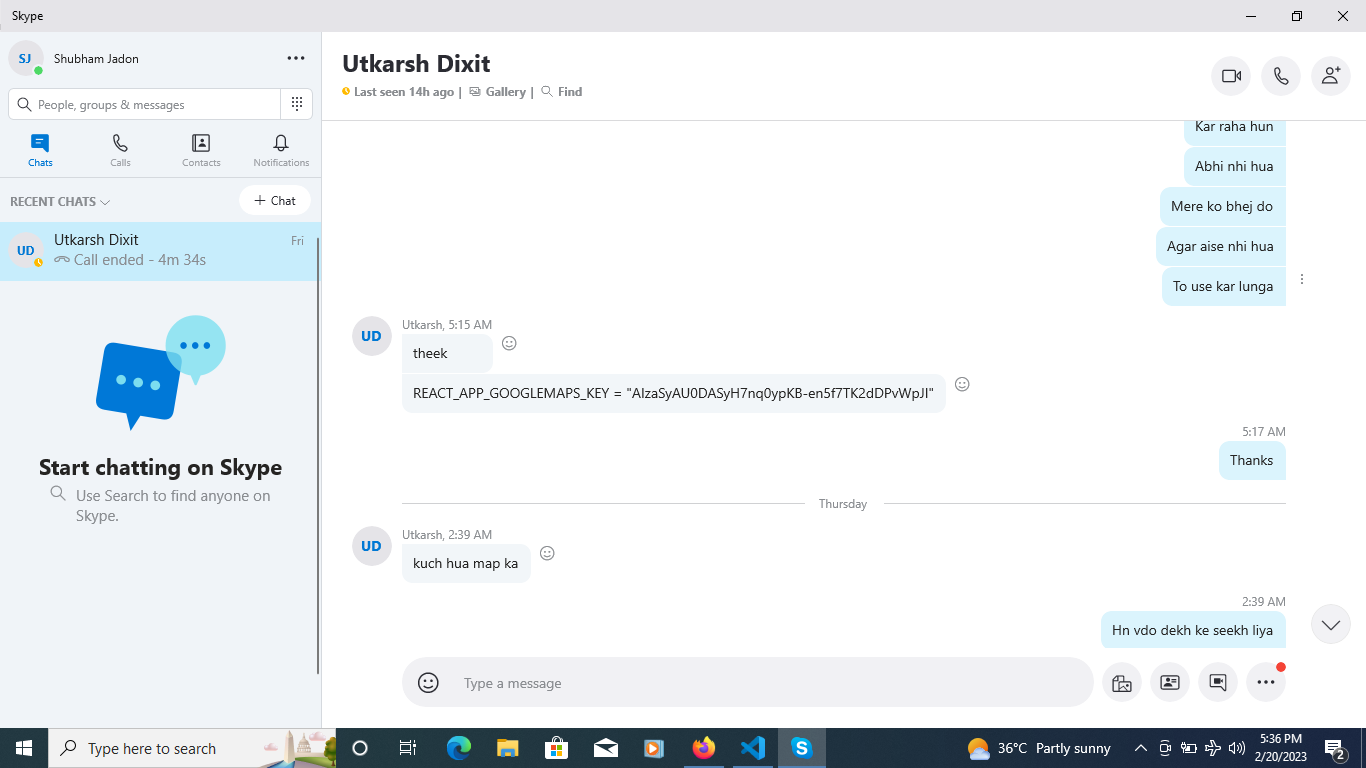 Skype
SJ
Shubham Jadon
People, groups & messages
Chats
Calls
Contacts
Notifications
RECENT CHATS
+ Chat
UD
Utkarsh Dixit
Fri
Call ended - 4m 34s
Start chatting on Skype
Use Search to find anyone on
Skype.
Utkarsh Dixit
Last seen 14h ago | Gallery | Find
Kar raha hun
Abhi nhi hua
Mere ko bhej do
Agar aise nhi hua
To use kar lunga
UD
Utkarsh, 5:15 AM
theek
REACT_APP_GOOGLEMAPS_KEY = "AIzaSyAU0DASyH7nq0ypKB-en5f7TK2dDPvWpJI"
5:17 AM
Thanks
Thursday
UD
Utkarsh, 2:39 AM
kuch hua map ka
2:39 AM
Hn vdo dekh ke seekh liya
Type a message
Type here to search
36°C Partly sunny
5:36 PM
2/20/2023
2